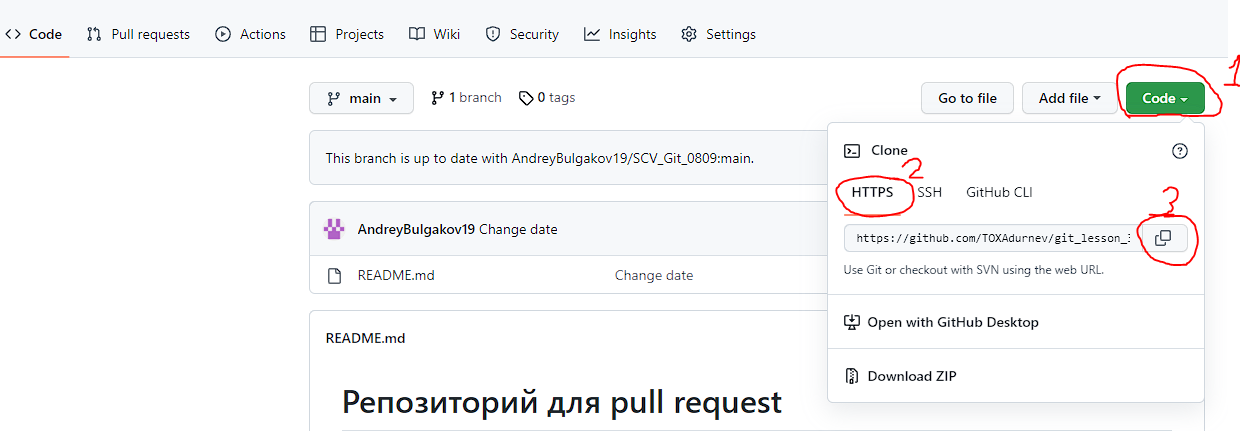 Code Pull requests Actions Projects Wiki Security Insights Settings
1
main 1 branch 0 tags Go to file Add file Code
This branch is up to date with AndreyBulgakov19/SCV_Git_0809:main.
Clone
2
HTTPS SSH GitHub CLI
3
https://github.com/TOXAdurnev/git_lesson_
Use Git or checkout with SVN using the web URL.
Open with GitHub Desktop
Download ZIP
AndreyBulgakov19 Change date
README.md Change date
README.md
Репозиторий для pull request